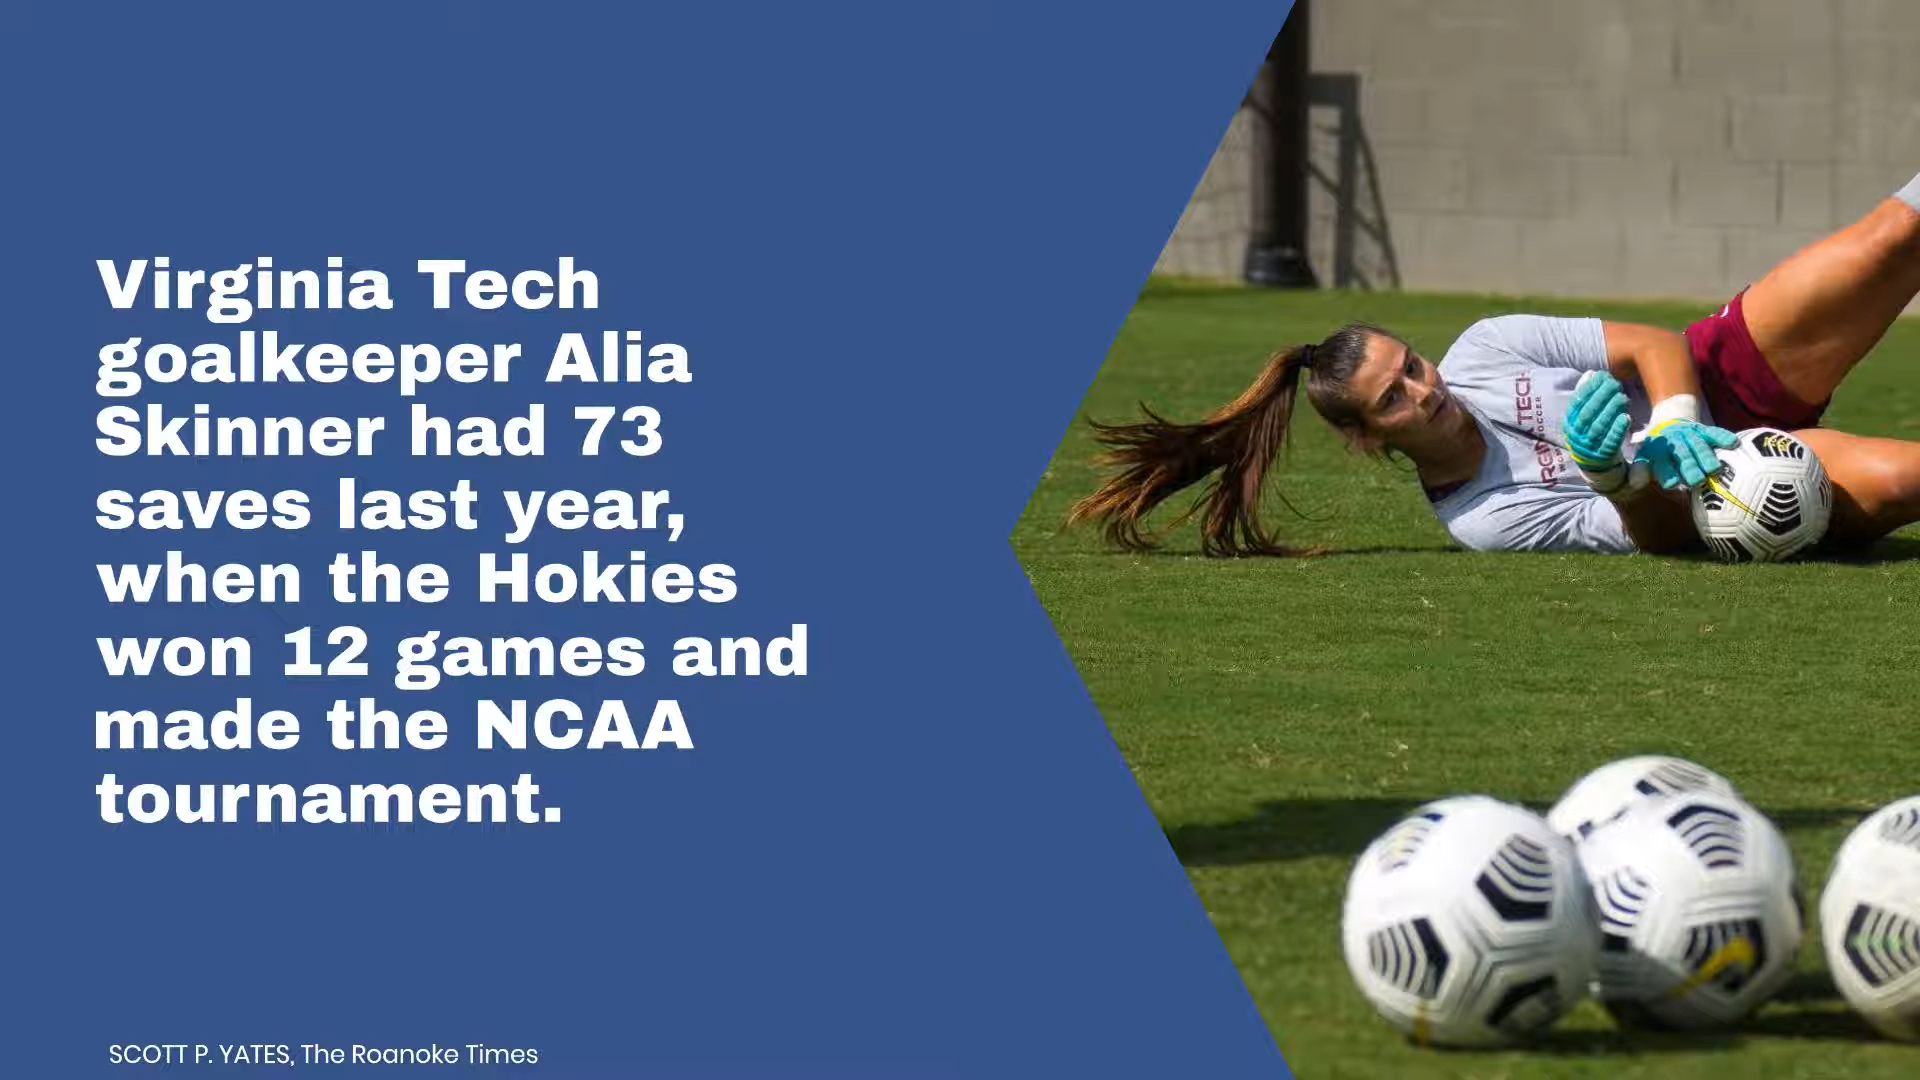 Virginia Tech
goalkeeper Alia
Skinner had 73
saves last year,
when the Hokies
won 12 games and
made the NCAA
tournament.
SCOTT P. YATES, The Roanoke Times